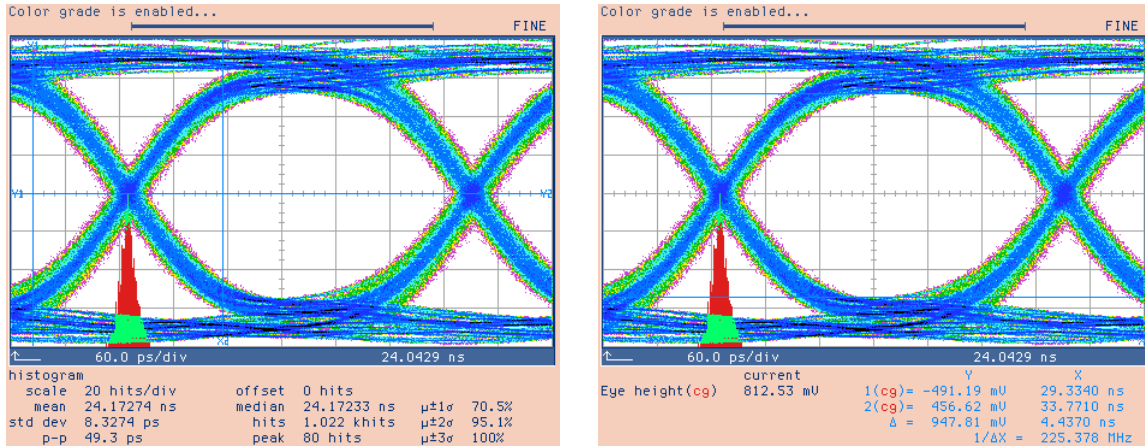 Color grade is enabled...
FINE
Y1
Y1
Y2
X2
60.0 ps/div 24.0429 ns
histogram
scale 20 hits/div offset 0 hits
mean 24.17274 ns median 24.17233 ns µ±1σ 70.5%
std dev 8.3274 ps hits 1.022 khits µ±2σ 95.1%
p-p 49.3 ps peak 80 hits µ±3σ 100%
Color grade is enabled...
FINE
60.0 ps/div 24.0429 ns
current Y X
Eye height(cg) 812.53 mV 1(cg)= -491.19 mV 29.3340 ns
2(cg)= 456.62 mV 33.7710 ns
Δ = 947.81 mV 4.4370 ns
1/ΔX = 225.378 MHz